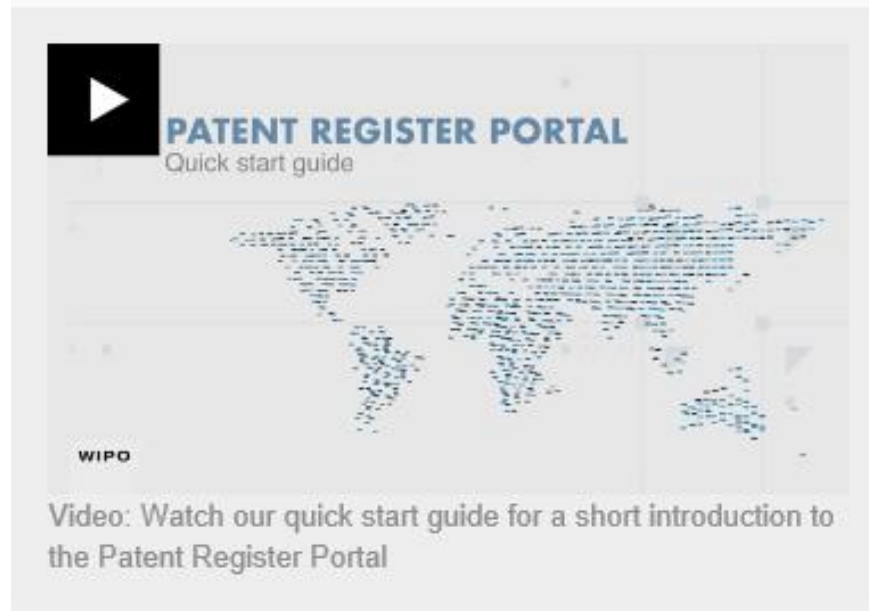 PATENT REGISTER PORTAL
Quick start guide
WIPO
Video: Watch our quick start guide for a short introduction to
the Patent Register Portal